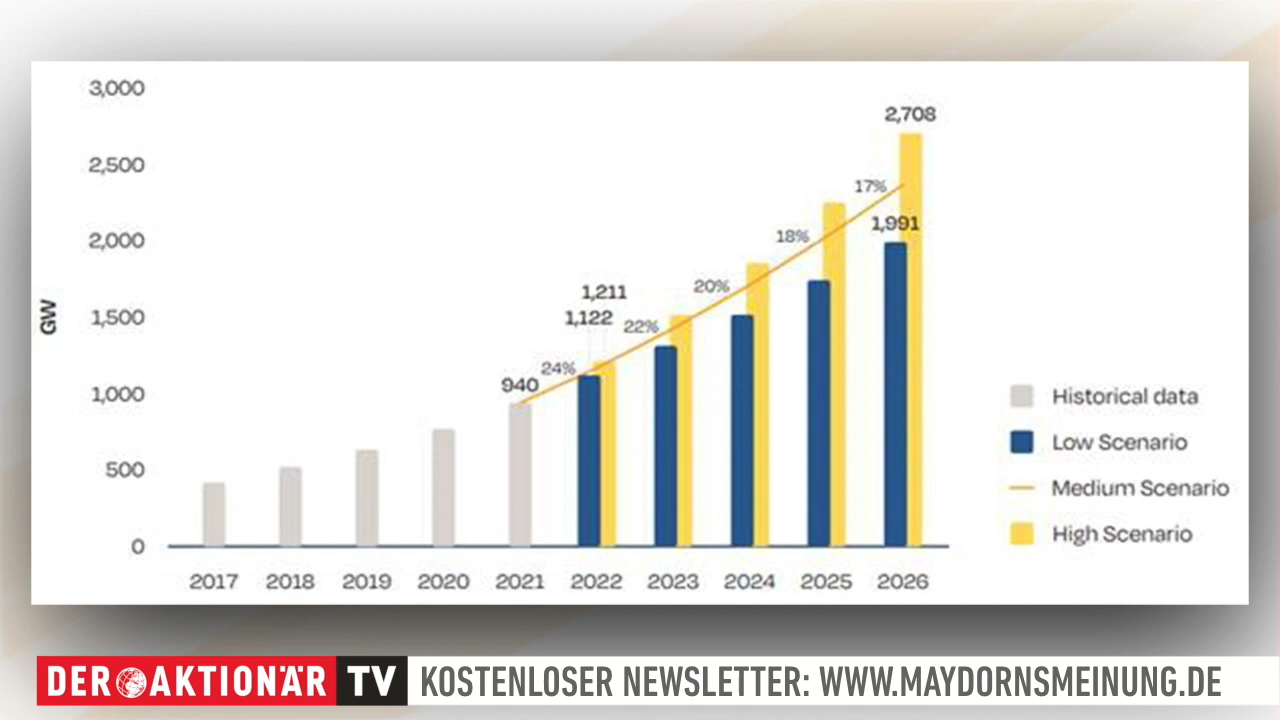 3,000
2,500
2,000
1,500
1,000
500
0
GW
940
24%
1,122
1,211
22%
20%
18%
17%
1,991
2,708
2017 2018 2019 2020 2021 2022 2023 2024 2025 2026
Historical data
Low Scenario
Medium Scenario
High Scenario
DER AKTIONÄR TV KOSTENLOSER NEWSLETTER: WWW.MAYDORNSMEINUNG.DE